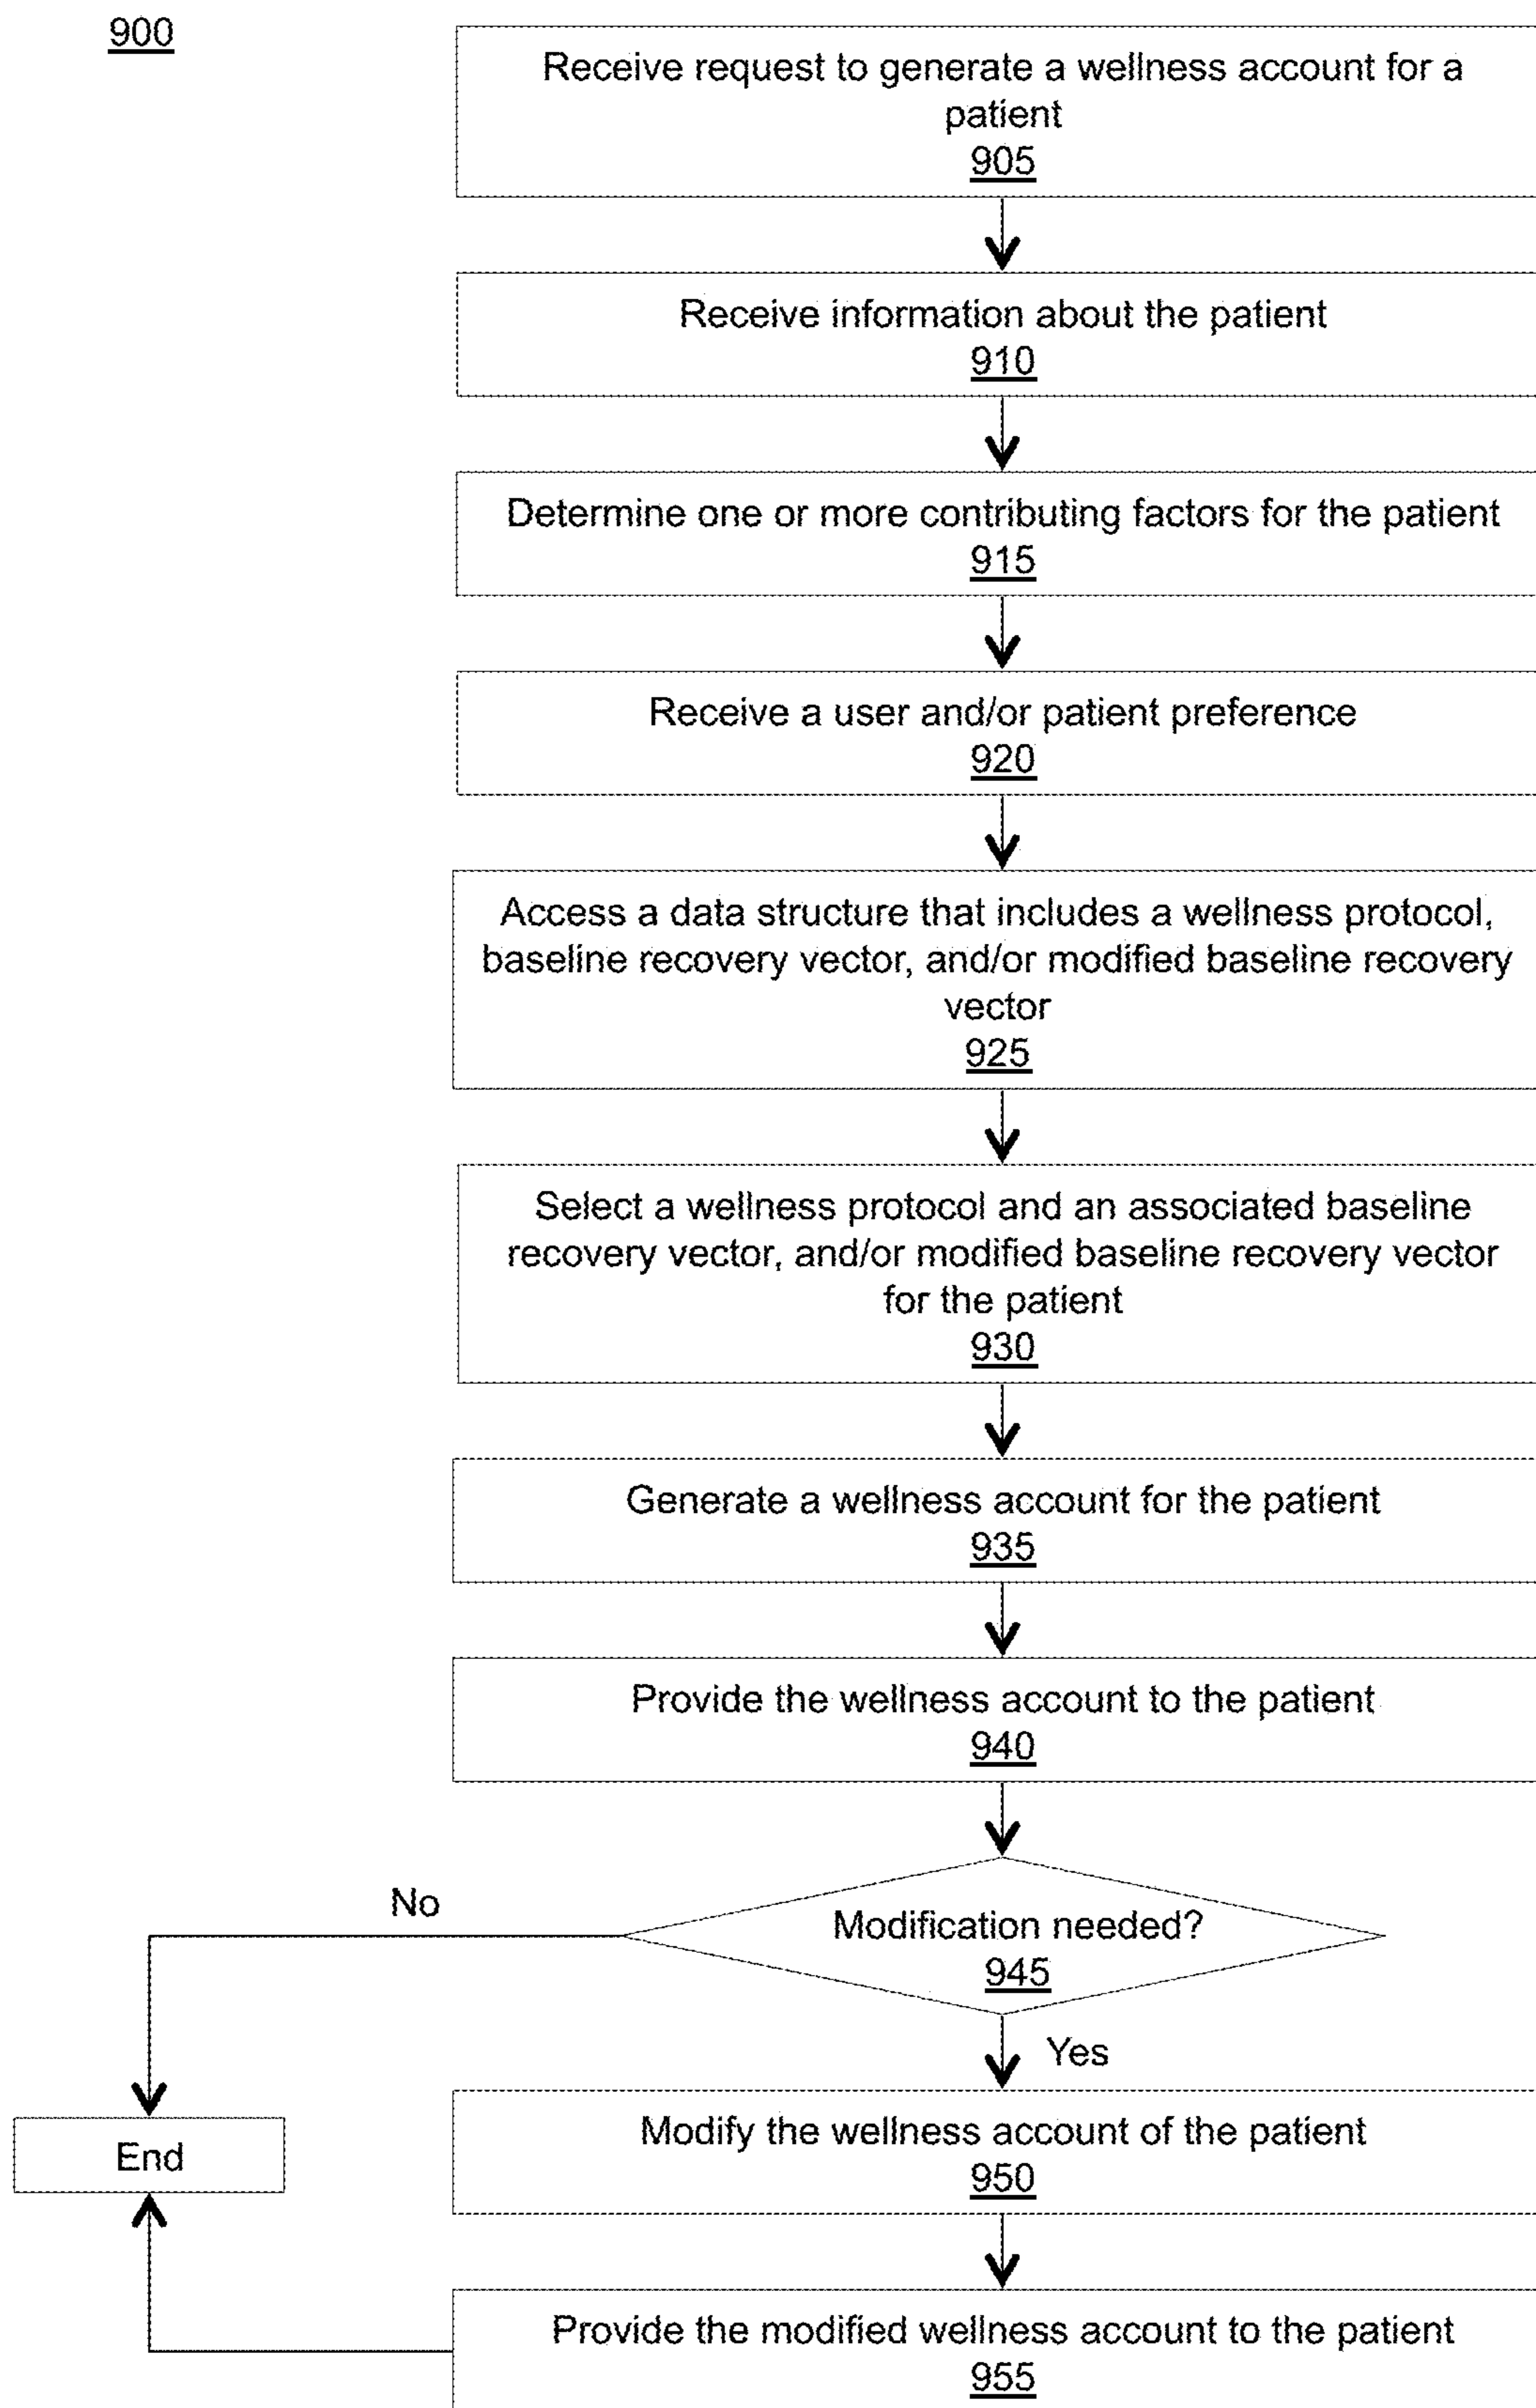 900
Receive request to generate a wellness account for a
patient
905
Receive information about the patient
910
Determine one or more contributing factors for the patient
915
Receive a user and/or patient preference
920
Access a data structure that includes a wellness protocol,
baseline recovery vector, and/or modified baseline recovery
vector
925
Select a wellness protocol and an associated baseline
recovery vector, and/or modified baseline recovery vector
for the patient
930
Generate a wellness account for the patient
935
Provide the wellness account to the patient
940
No
Modification needed?
945
Yes
Modify the wellness account of the patient
950
End
Provide the modified wellness account to the patient
955